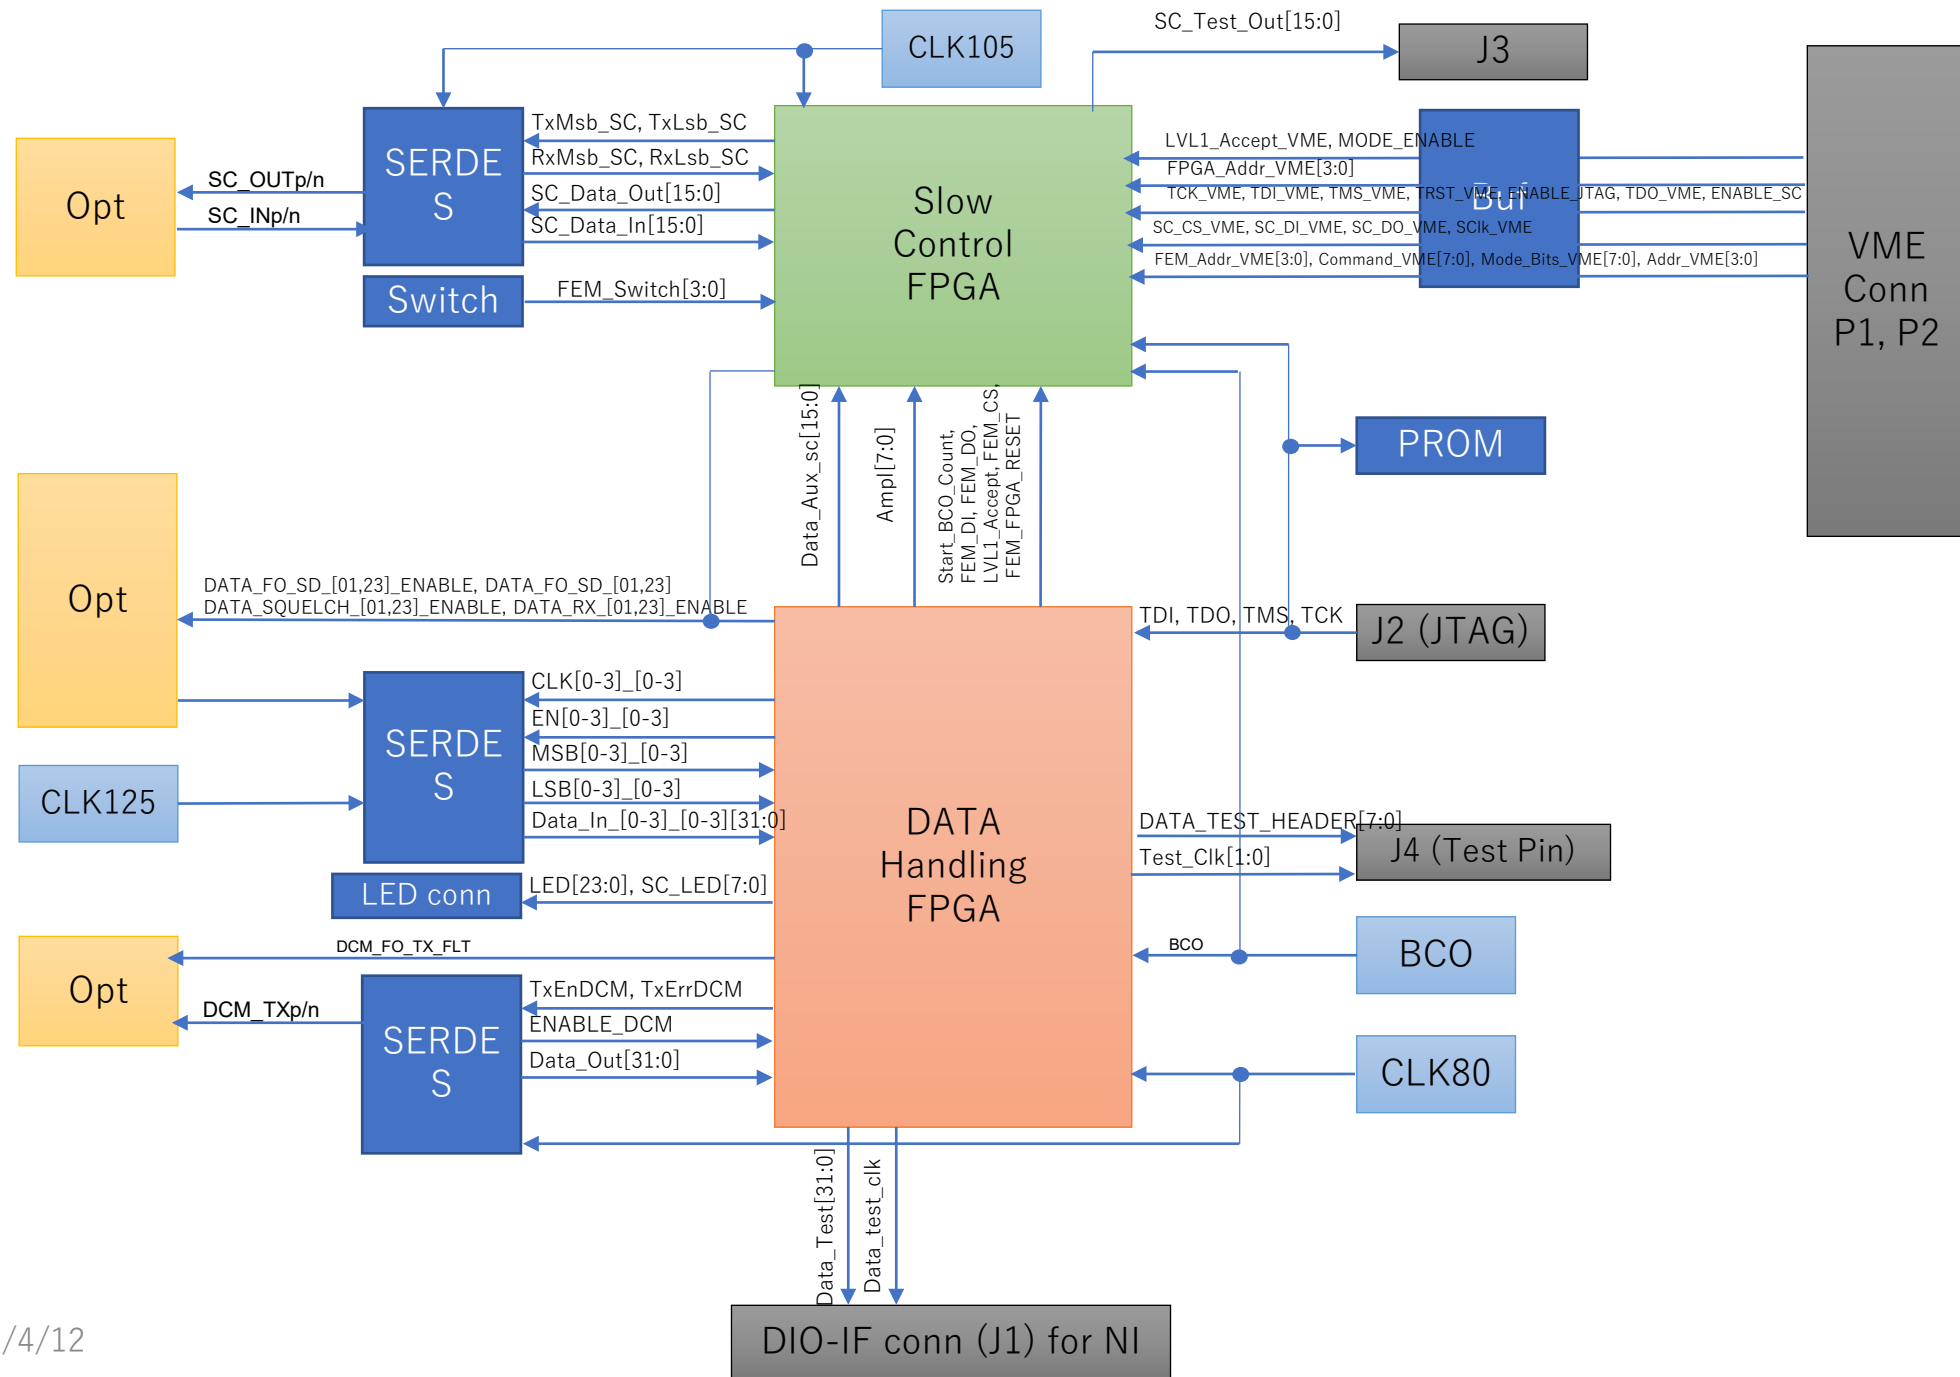 SC_Test_Out[15:0]
CLK105
J3
TxMsb_SC, TxLsb_SC
RxMsb_SC, RxLsb_SC
SC_Data_Out[15:0]
SC_Data_In[15:0]
SERDE
S
Opt
SC_OUTp/n
SC_INp/n
Slow
Control
FPGA
LVL1_Accept_VME, MODE_ENABLE
FPGA_Addr_VME[3:0]
TCK_VME, TDI_VME, TMS_VME, TRST_VME, ENABLE_JTAG, TDO_VME, ENABLE_SC
Buf
SC_CS_VME, SC_DI_VME, SC_DO_VME, SClk_VME
FEM_Addr_VME[3:0], Command_VME[7:0], Mode_Bits_VME[7:0], Addr_VME[3:0]
VME
Conn
P1, P2
Switch
FEM_Switch[3:0]
Data_Aux_sc[15:0]
Ampl[7:0]
Start_BCO_Count,
FEM_DI, FEM_DO,
LVL1_Accept, FEM_CS,
FEM_FPGA_RESET
PROM
Opt
DATA_FO_SD_[01,23]_ENABLE, DATA_FO_SD_[01,23]
DATA_SQUELCH_[01,23]_ENABLE, DATA_RX_[01,23]_ENABLE
TDI, TDO, TMS, TCK
J2 (JTAG)
CLK[0-3]_[0-3]
EN[0-3]_[0-3]
MSB[0-3]_[0-3]
LSB[0-3]_[0-3]
Data_In_[0-3]_[0-3][31:0]
SERDE
S
CLK125
DATA
Handling
FPGA
DATA_TEST_HEADER[7:0]
Test_Clk[1:0]
J4 (Test Pin)
LED conn
LED[23:0], SC_LED[7:0]
Opt
DCM_FO_TX_FLT
DCM_TXp/n
BCO
BCO
TxEnDCM, TxErrDCM
ENABLE_DCM
Data_Out[31:0]
SERDE
S
CLK80
Data_Test[31:0]
Data_test_clk
DIO-IF conn (J1) for NI
/4/12